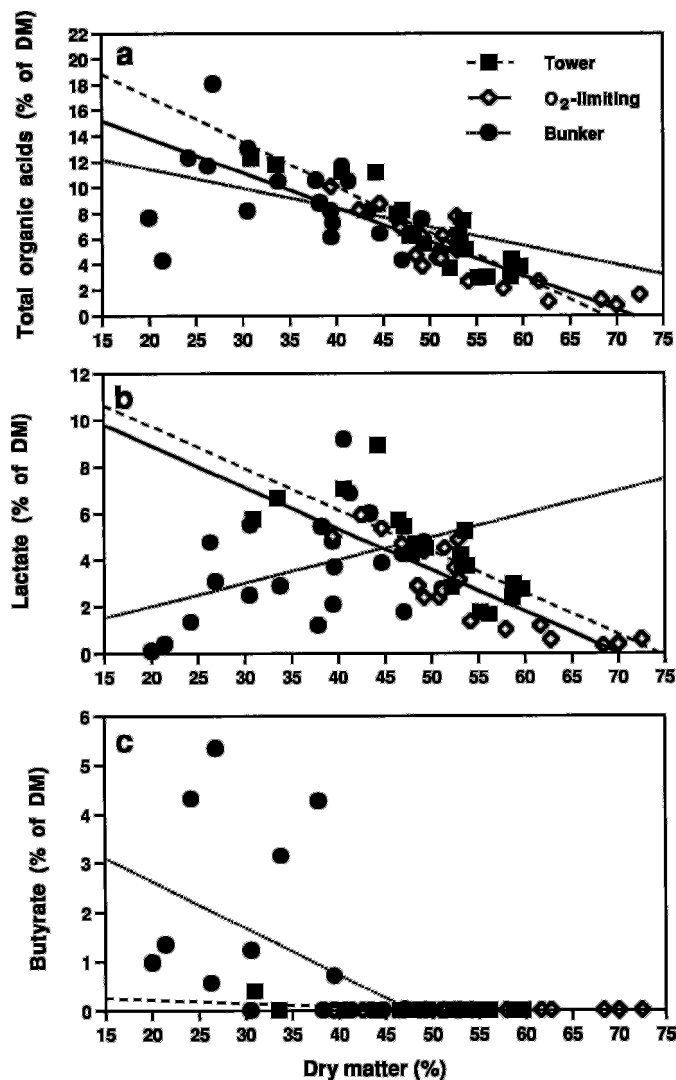 Total organic acids (% of DM)
22
20
18
16
14
12
10
8
6
4
2
0
a
Tower
O₂-limiting
Bunker
15 20 25 30 35 40 45 50 55 60 65 70 75
Lactate (% of DM)
12
10
8
6
4
2
0
b
15 20 25 30 35 40 45 50 55 60 65 70 75
Butyrate (% of DM)
6
5
4
3
2
1
0
c
15 20 25 30 35 40 45 50 55 60 65 70 75
Dry matter (%)